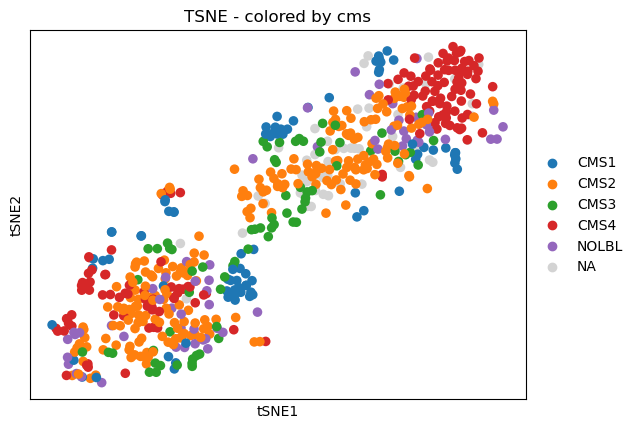 TSNE - colored by cms
tSNE2
tSNE1
CMS1
CMS2
CMS3
CMS4
NOLBL
NA